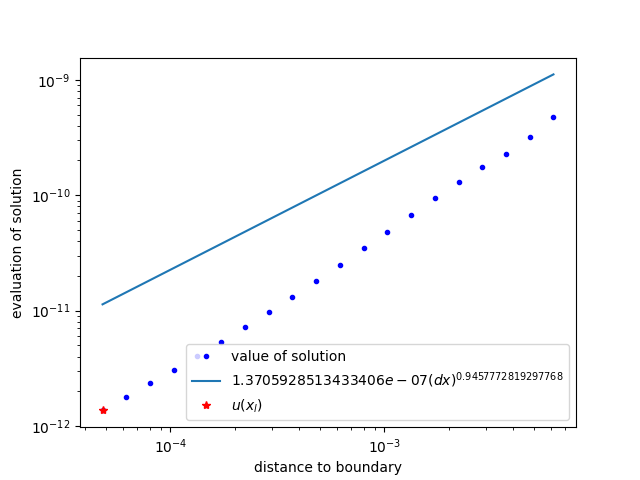 10⁻⁹
10⁻¹⁰
10⁻¹¹
10⁻¹²
evaluation of solution
value of solution
1.3705928513433406e − 07(dx)^0.9457772819297768
u(x_l)
10⁻⁴ 10⁻³
distance to boundary